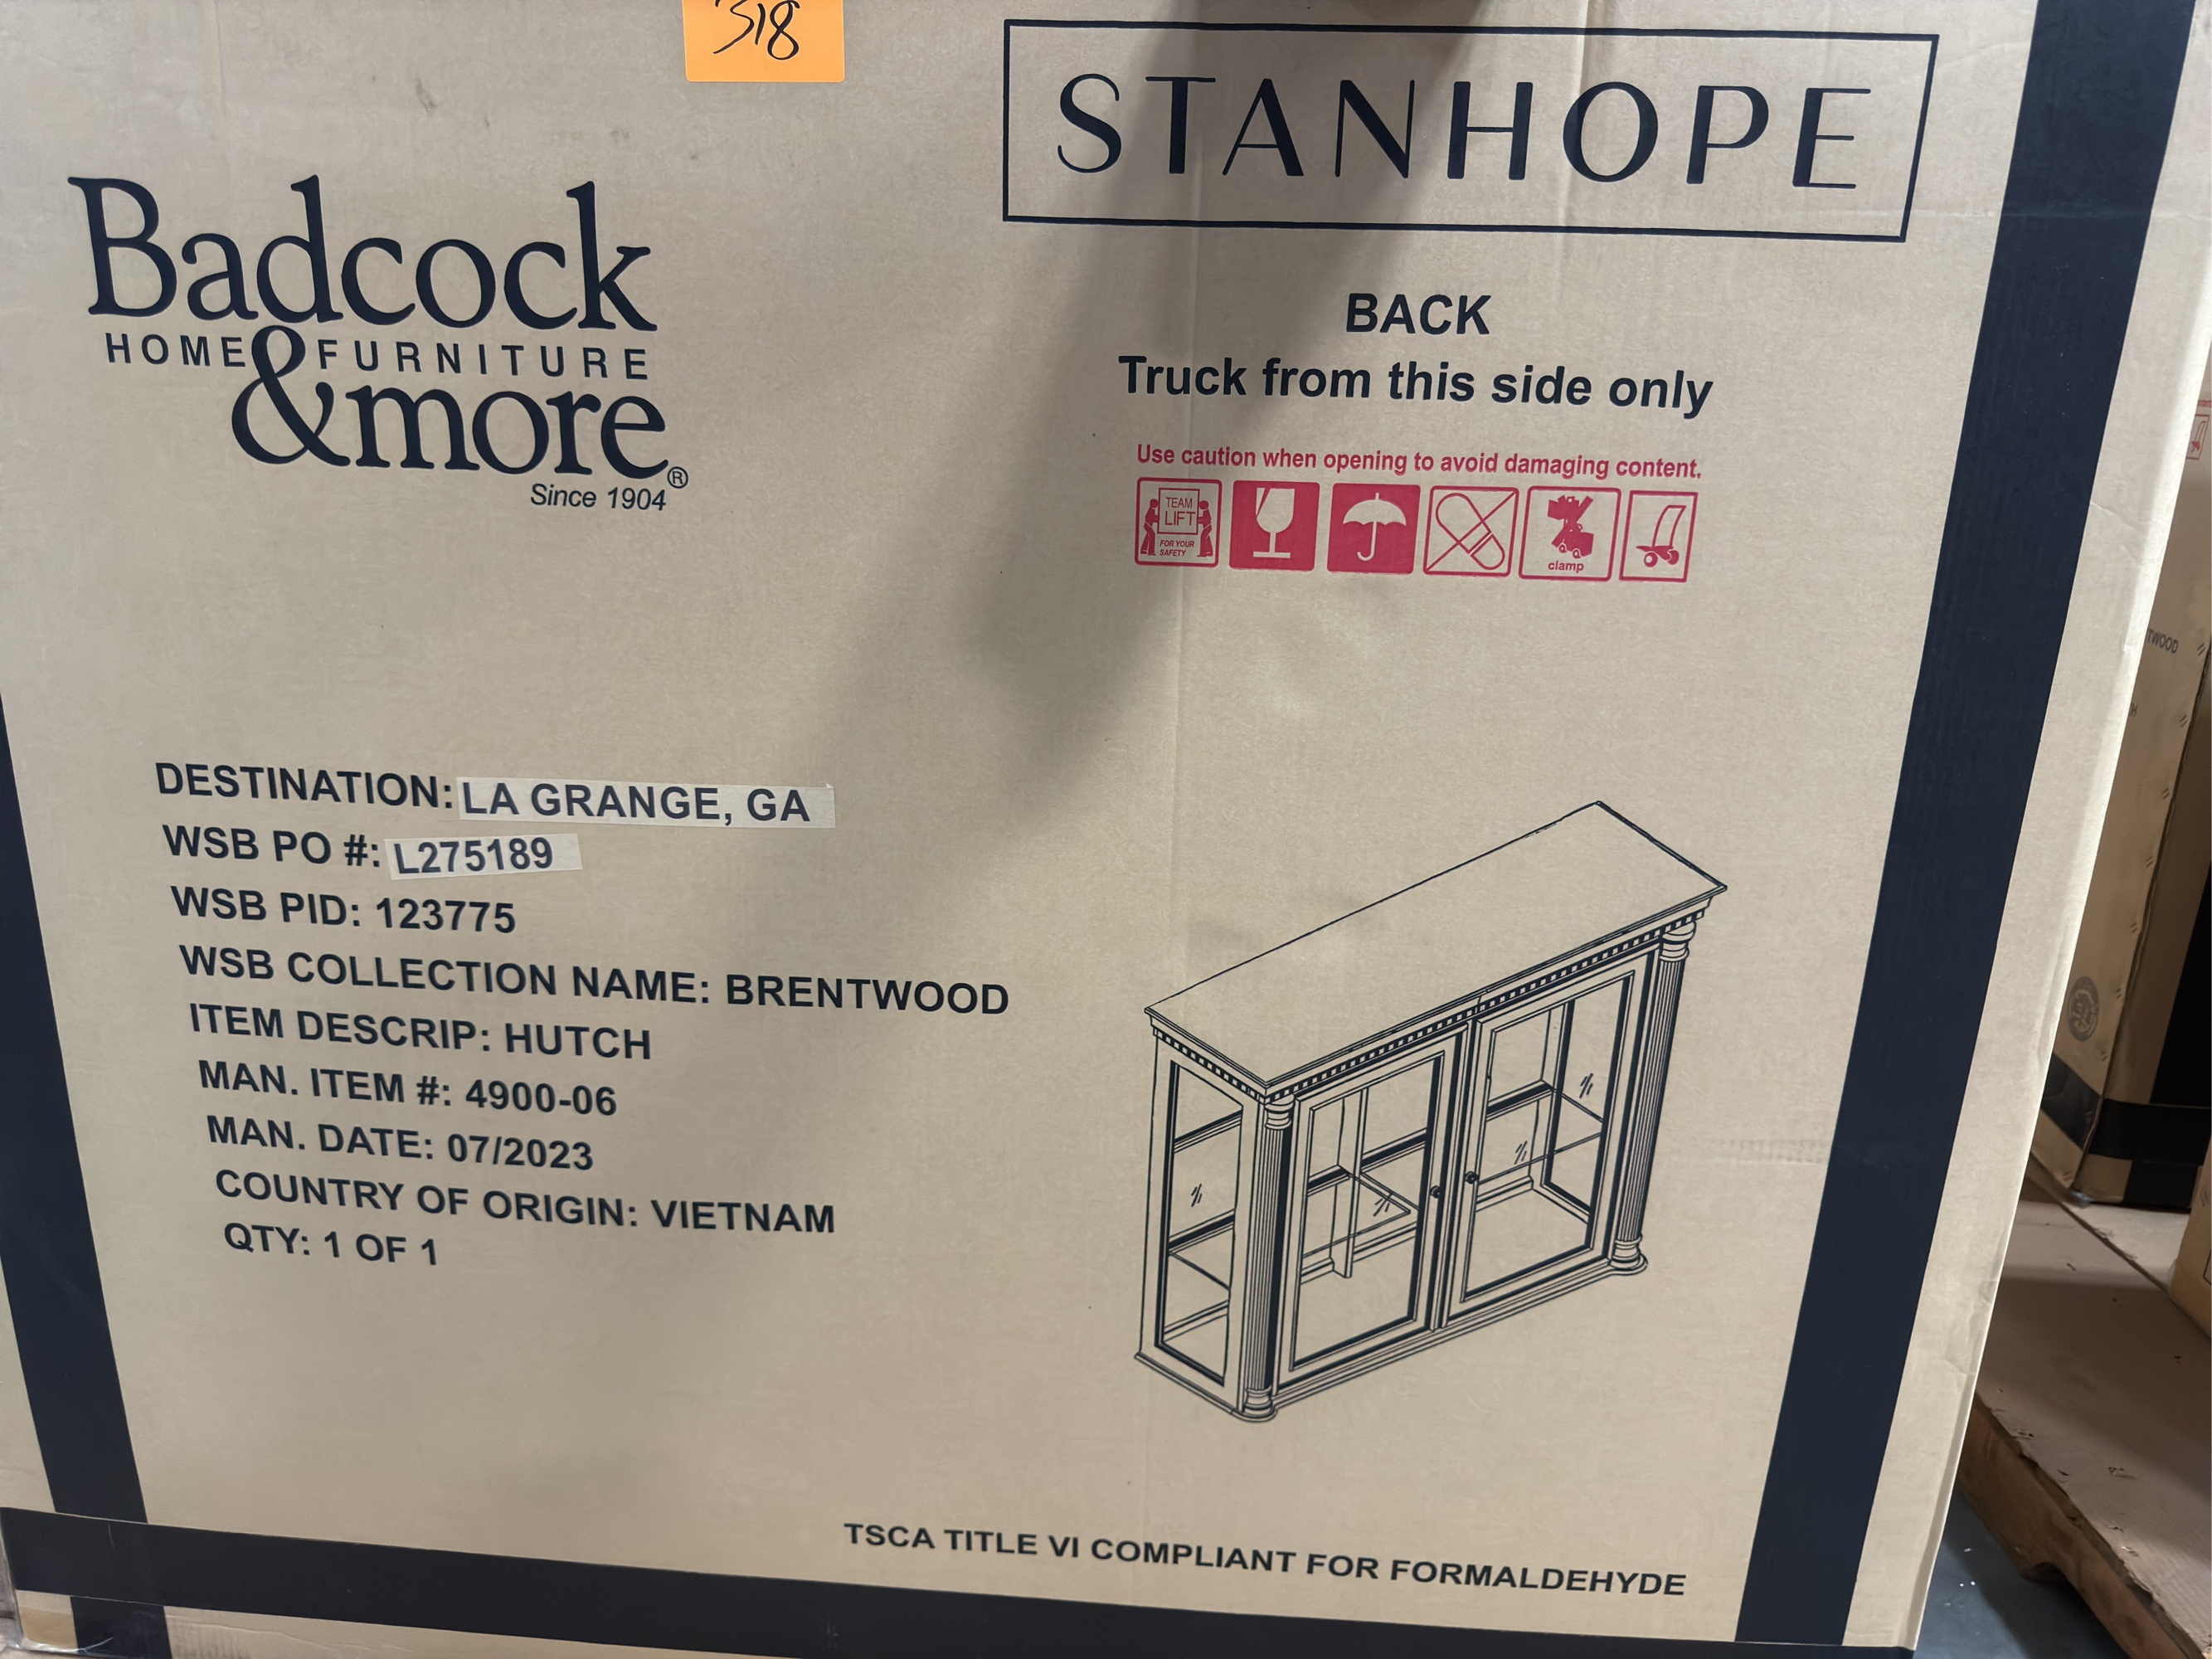 318
STANHOPE
Badcock
HOME FURNITURE
&more®
Since 1904
BACK
Truck from this side only
Use caution when opening to avoid damaging content.
TEAM
LIFT
FOR YOUR
SAFETY
clamp
DESTINATION: LA GRANGE, GA
WSB PO #: L275189
WSB PID: 123775
WSB COLLECTION NAME: BRENTWOOD
ITEM DESCRIP: HUTCH
MAN. ITEM #: 4900-06
MAN. DATE: 07/2023
COUNTRY OF ORIGIN: VIETNAM
QTY: 1 OF 1
TSCA TITLE VI COMPLIANT FOR FORMALDEHYDE
TWOOD